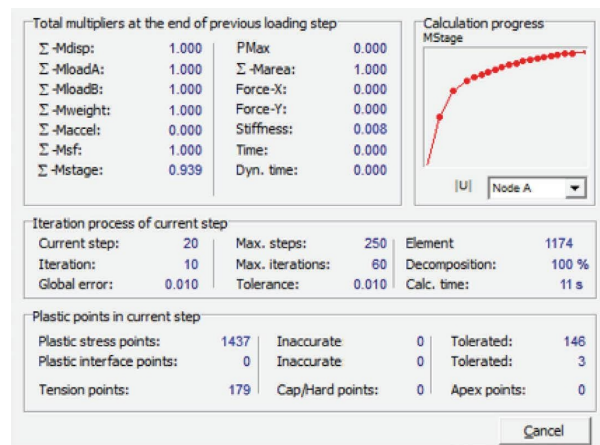 Total multipliers at the end of previous loading step
Σ -Mdisp: 1.000 PMax 0.000
Σ -MloadA: 1.000 Σ -Marea: 1.000
Σ -MloadB: 1.000 Force-X: 0.000
Σ -Mweight: 1.000 Force-Y: 0.000
Σ -Maccel: 0.000 Stiffness: 0.008
Σ -Msf: 1.000 Time: 0.000
Σ -Mstage: 0.939 Dyn. time: 0.000
Calculation progress
MStage
|U| Node A
Iteration process of current step
Current step: 20 Max. steps: 250 Element 1174
Iteration: 10 Max. iterations: 60 Decomposition: 100 %
Global error: 0.010 Tolerance: 0.010 Calc. time: 11 s
Plastic points in current step
Plastic stress points: 1437 Inaccurate 0 Tolerated: 146
Plastic interface points: 0 Inaccurate 0 Tolerated: 3
Tension points: 179 Cap/Hard points: 0 Apex points: 0
Cancel